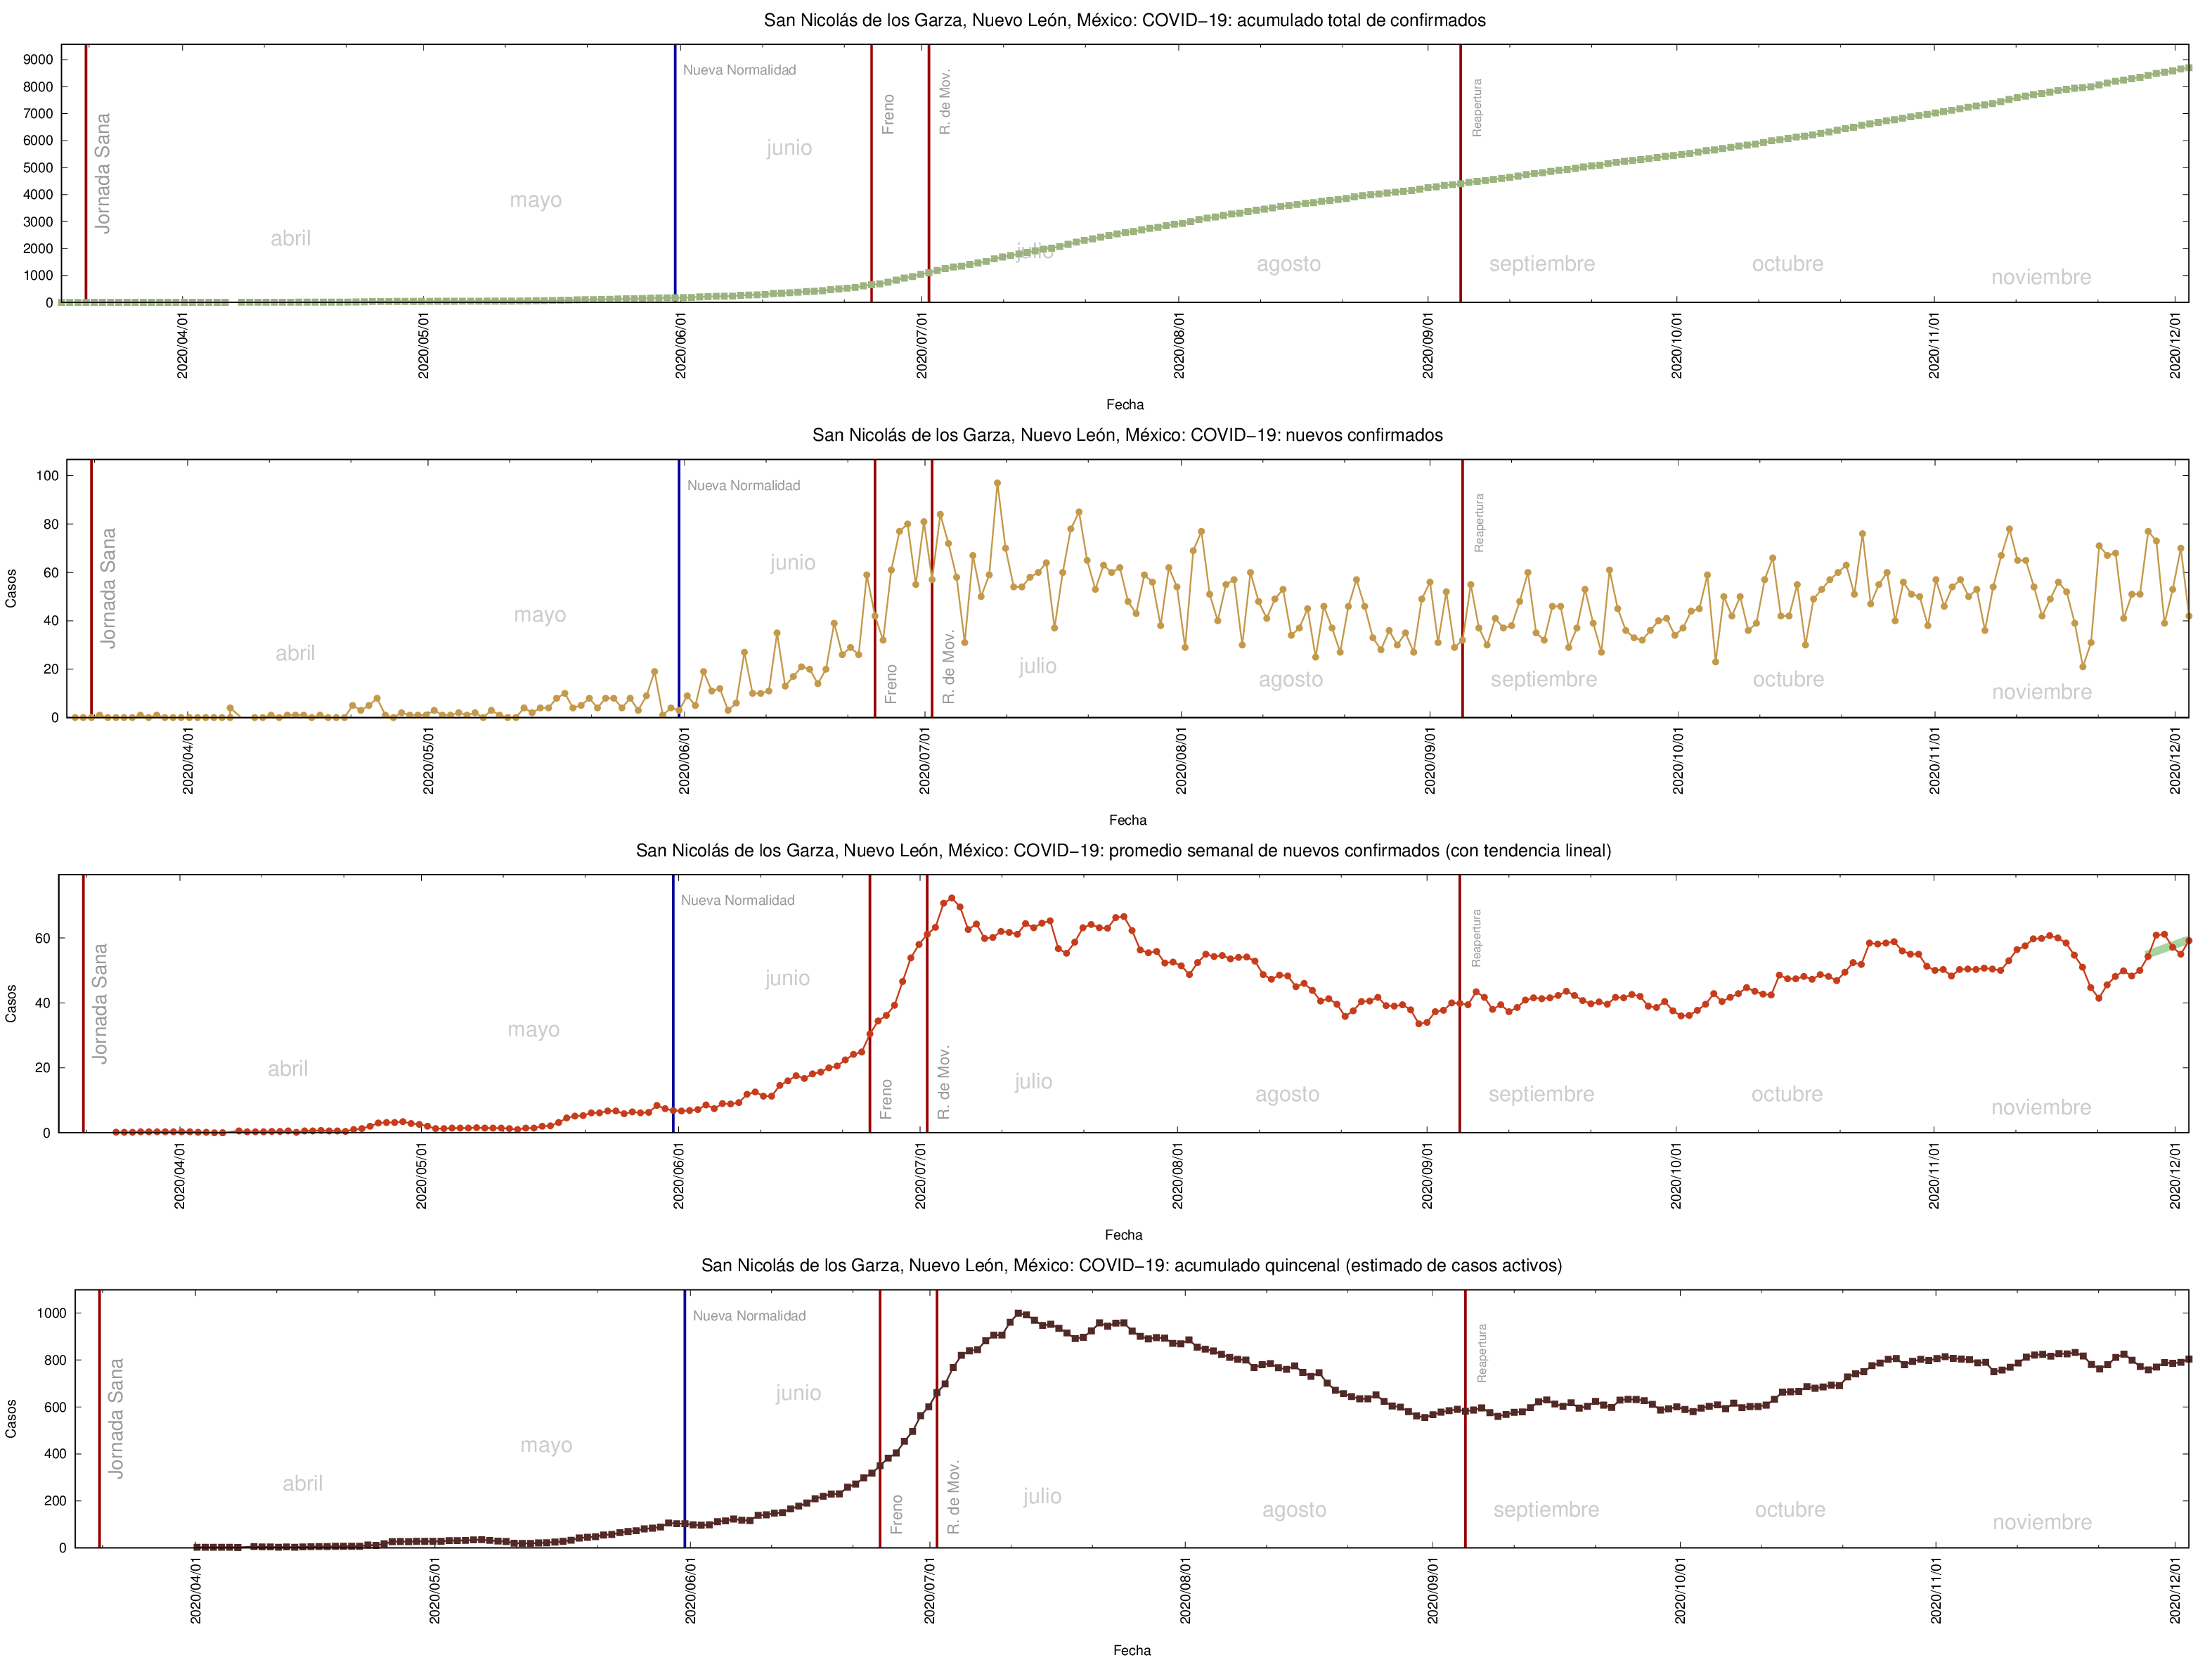 San Nicolás de los Garza, Nuevo León, México: COVID−19: acumulado total de confirmados
9000
8000
7000
6000
5000
4000
3000
2000
1000
0
Jornada Sana
abril
mayo
Nueva Normalidad
junio
Freno
R. de Mov.
julio
agosto
Reapertura
septiembre
octubre
noviembre
2020/04/01
2020/05/01
2020/06/01
2020/07/01
2020/08/01
2020/09/01
2020/10/01
2020/11/01
2020/12/01
Fecha
San Nicolás de los Garza, Nuevo León, México: COVID−19: nuevos confirmados
Casos
100
80
60
40
20
0
Jornada Sana
abril
mayo
Nueva Normalidad
junio
Freno
R. de Mov.
julio
agosto
Reapertura
septiembre
octubre
noviembre
2020/04/01
2020/05/01
2020/06/01
2020/07/01
2020/08/01
2020/09/01
2020/10/01
2020/11/01
2020/12/01
Fecha
San Nicolás de los Garza, Nuevo León, México: COVID−19: promedio semanal de nuevos confirmados (con tendencia lineal)
Casos
60
40
20
0
Jornada Sana
abril
mayo
Nueva Normalidad
junio
Freno
R. de Mov.
julio
agosto
Reapertura
septiembre
octubre
noviembre
2020/04/01
2020/05/01
2020/06/01
2020/07/01
2020/08/01
2020/09/01
2020/10/01
2020/11/01
2020/12/01
Fecha
San Nicolás de los Garza, Nuevo León, México: COVID−19: acumulado quincenal (estimado de casos activos)
Casos
1000
800
600
400
200
0
Jornada Sana
abril
mayo
Nueva Normalidad
junio
Freno
R. de Mov.
julio
agosto
Reapertura
septiembre
octubre
noviembre
2020/04/01
2020/05/01
2020/06/01
2020/07/01
2020/08/01
2020/09/01
2020/10/01
2020/11/01
2020/12/01
Fecha